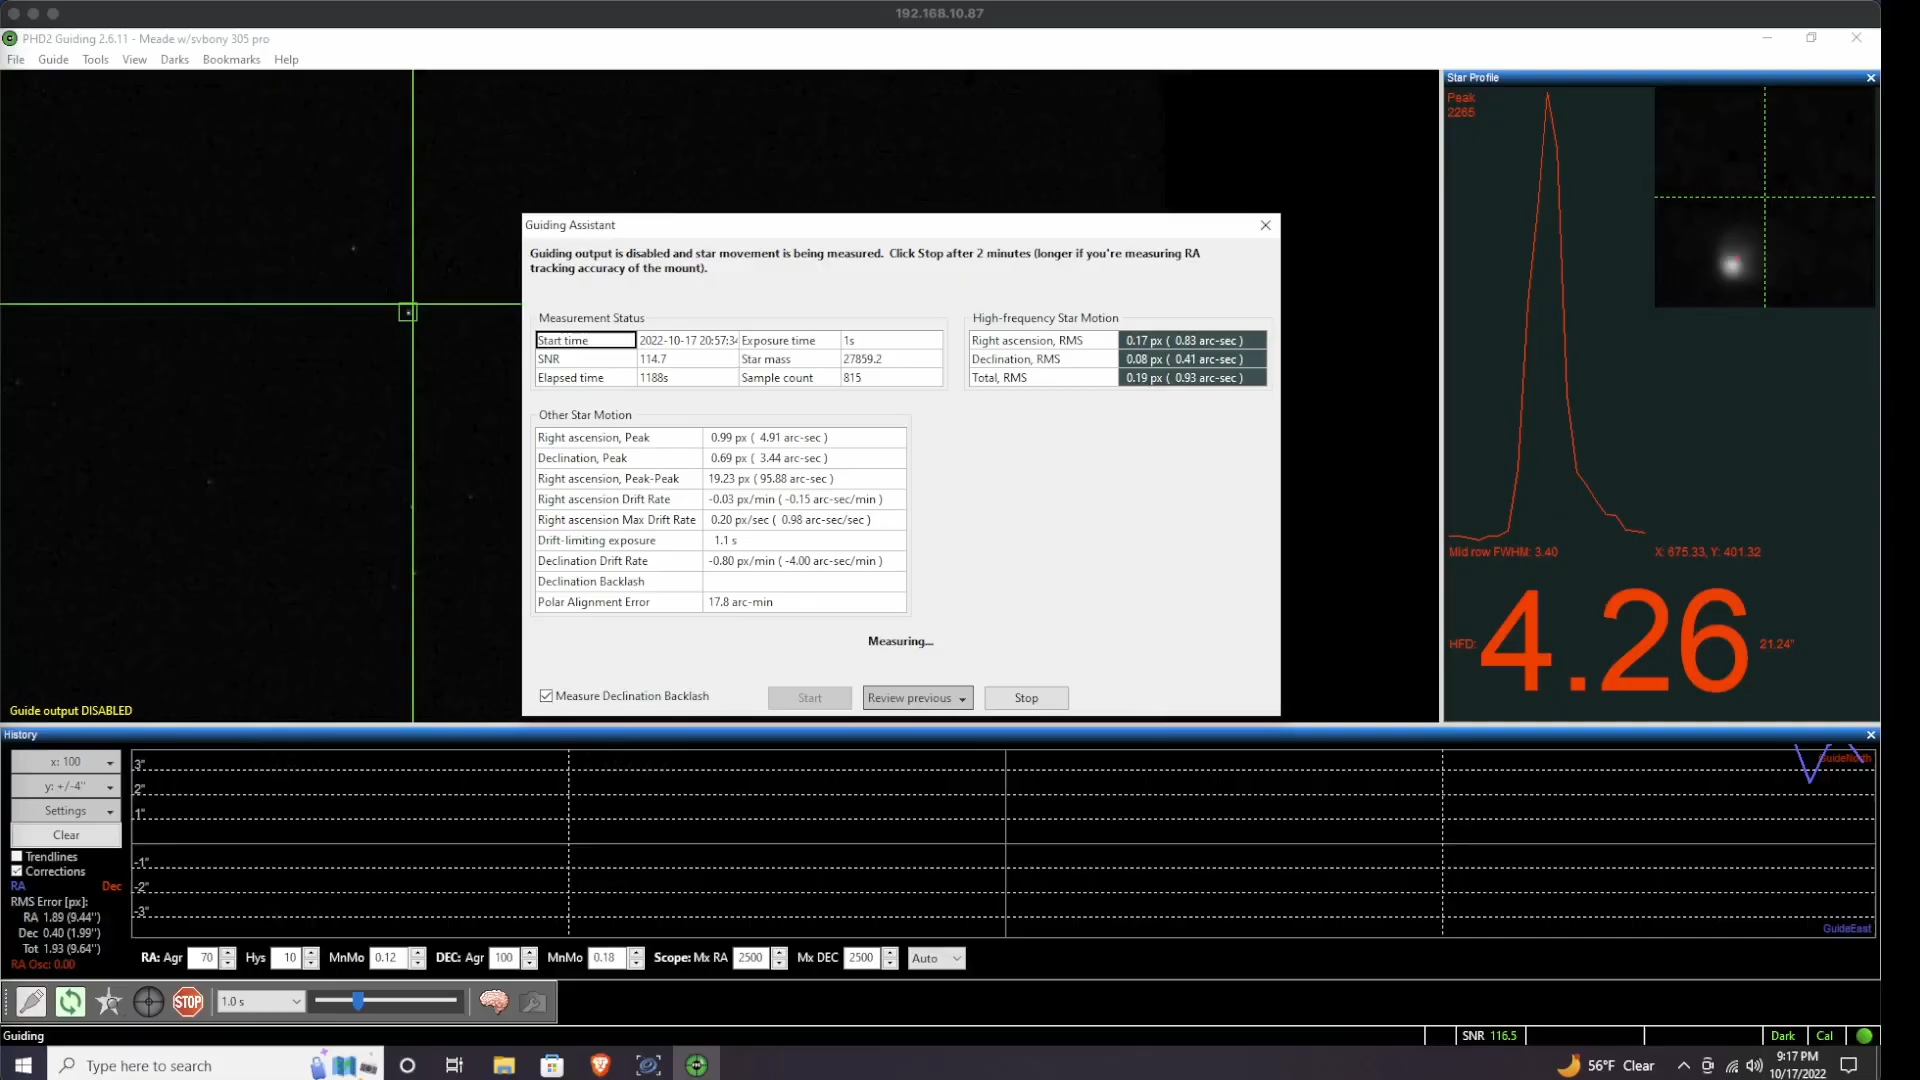 192.168.10.87
PHD2 Guiding 2.6.11 - Meade w/svbony 305 pro
File Guide Tools View Darks Bookmarks Help
Star Profile
Peak
2265
Guiding Assistant
Guiding output is disabled and star movement is being measured. Click Stop after 2 minutes (longer if you're measuring RA
tracking accuracy of the mount).
Measurement Status
Start time 2022-10-17 20:57:34 Exposure time 1s
SNR 114.7 Star mass 27859.2
Elapsed time 1188s Sample count 815
High-frequency Star Motion
Right ascension, RMS 0.17 px ( 0.83 arc-sec )
Declination, RMS 0.08 px ( 0.41 arc-sec )
Total, RMS 0.19 px ( 0.93 arc-sec )
Other Star Motion
Right ascension, Peak 0.99 px ( 4.91 arc-sec )
Declination, Peak 0.69 px ( 3.44 arc-sec )
Right ascension, Peak-Peak 19.23 px ( 95.88 arc-sec )
Right ascension Drift Rate -0.03 px/min ( -0.15 arc-sec/min )
Right ascension Max Drift Rate 0.20 px/sec ( 0.98 arc-sec/sec )
Drift-limiting exposure 1.1 s
Declination Drift Rate -0.80 px/min ( -4.00 arc-sec/min )
Declination Backlash
Polar Alignment Error 17.8 arc-min
Measuring...
Measure Declination Backlash Start Review previous Stop
Mid row FWHM: 3.40 X: 675.33, Y: 401.32
HFD: 4.26 21.24"
Guide output DISABLED
History
x: 100
y: +/-4"
Settings
Clear
Trendlines
Corrections
RA Dec
RMS Error [px]:
RA 1.89 (9.44")
Dec 0.40 (1.99")
Tot 1.93 (9.64")
RA Osc: 0.00
3"
2"
1"
-1"
-2"
-3"
GuideNorth
GuideEast
RA: Agr 70 Hys 10 MnMo 0.12 DEC: Agr 100 MnMo 0.18 Scope: Mx RA 2500 Mx DEC 2500 Auto
STOP 1.0 s
Guiding SNR 116.5 Dark Cal
Type here to search 56°F Clear 9:17 PM
10/17/2022